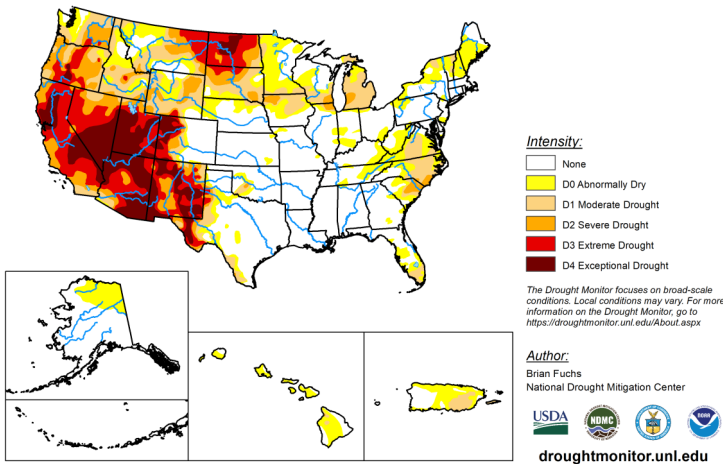 Intensity:
None
D0 Abnormally Dry
D1 Moderate Drought
D2 Severe Drought
D3 Extreme Drought
D4 Exceptional Drought
The Drought Monitor focuses on broad-scale
conditions. Local conditions may vary. For more
information on the Drought Monitor, go to
https://droughtmonitor.unl.edu/About.aspx
Author:
Brian Fuchs
National Drought Mitigation Center
USDA
NDMC
NOAA
droughtmonitor.unl.edu